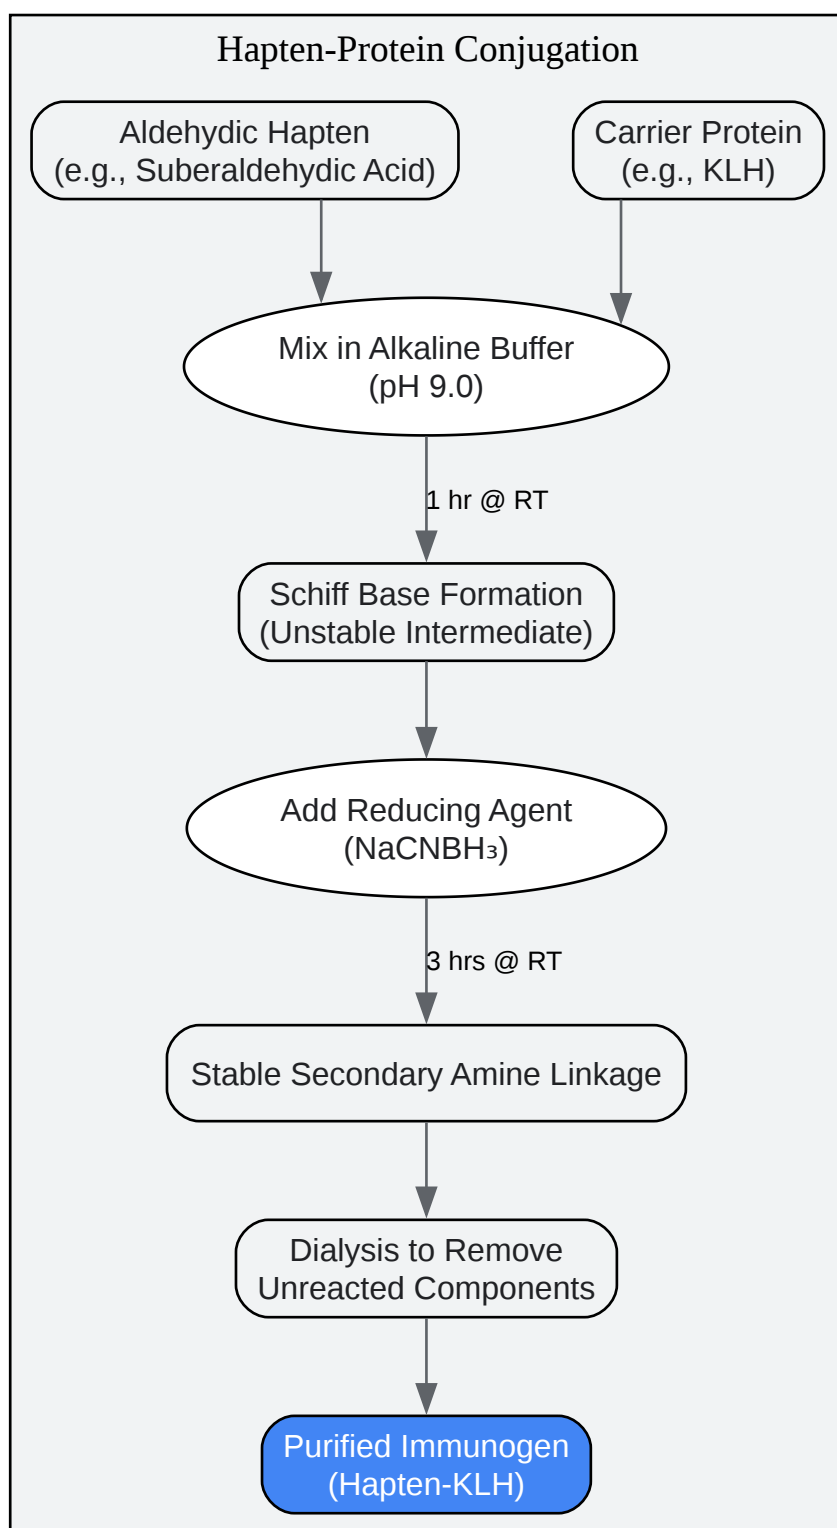 Hapten-Protein Conjugation
Aldehydic Hapten
(e.g., Suberaldehydic Acid)
Carrier Protein
(e.g., KLH)
Mix in Alkaline Buffer
(pH 9.0)
1 hr @ RT
Schiff Base Formation
(Unstable Intermediate)
Add Reducing Agent
(NaCNBH₃)
3 hrs @ RT
Stable Secondary Amine Linkage
Dialysis to Remove
Unreacted Components
Purified Immunogen
(Hapten-KLH)